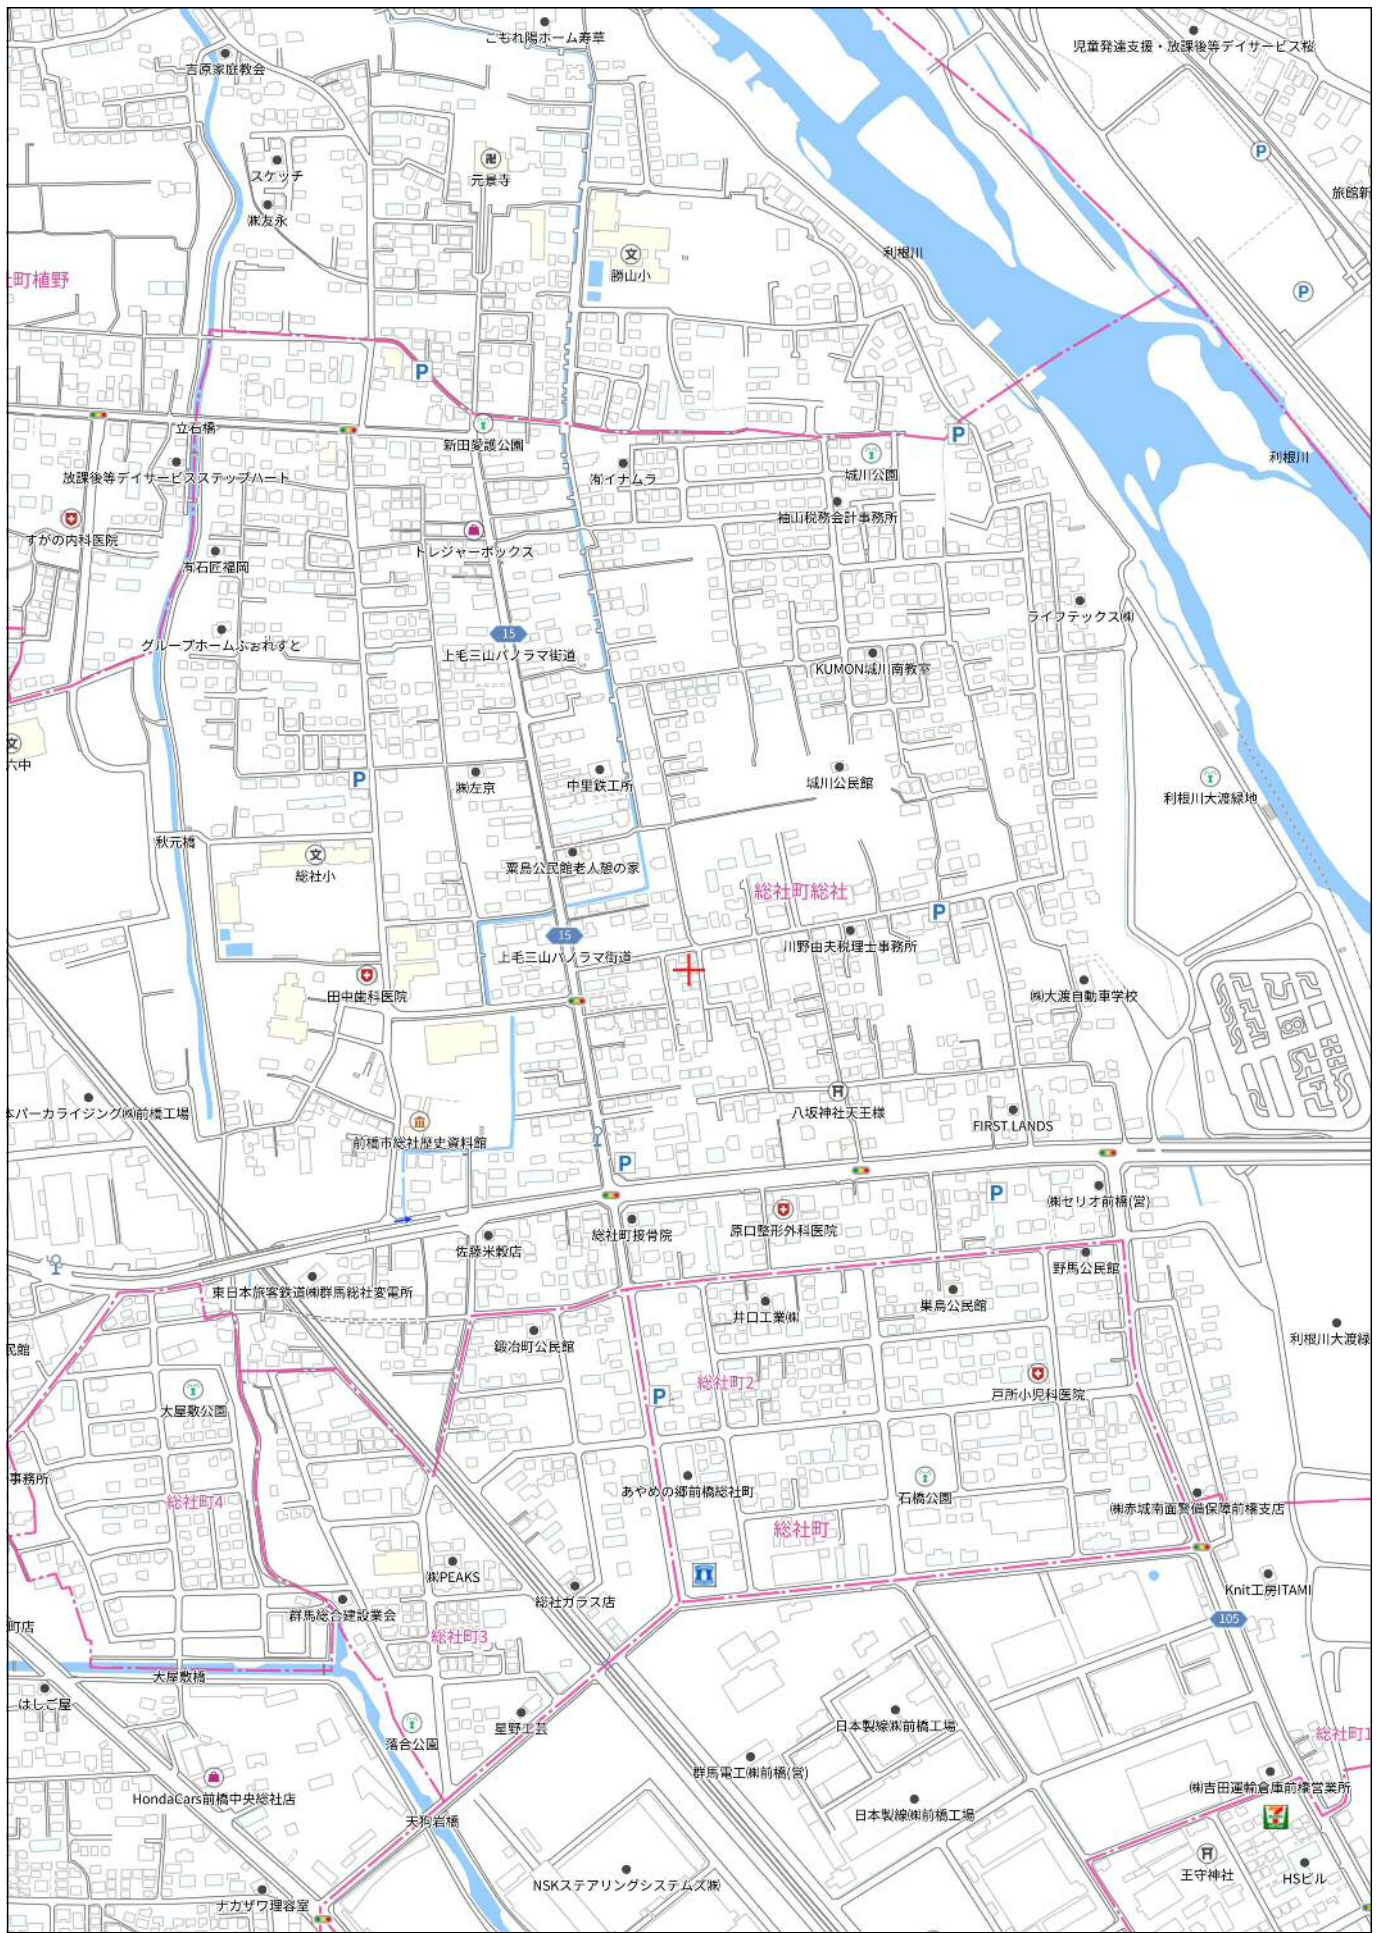 こもれ陽ホーム寿草
児童発達支援・放課後等デイサービス桜
吉原家庭教会
P
スケッチ
元景寺
旅館新
㈱友永
文
勝山小
利根川
社町植野
P
P
立石橋
新田愛護公園
P
利根川
放課後等デイサービスステップハート
㈲イナムラ
城川公園
袖山税務会計事務所
すがの内科医院
トレジャーボックス
㈲石匠福岡
ライフテックス㈱
グループホームふぉれすと
15
上毛三山パノラマ街道
KUMON城川南教室
文
六中
P
㈱左京
中里鉄工所
城川公民館
利根川大渡緑地
秋元橋
文
総社小
粟島公民館老人憩の家
総社町総社
P
15
上毛三山パノラマ街道
川野由夫税理士事務所
田中歯科医院
㈱大渡自動車学校
本パーカライジング㈱前橋工場
八坂神社天王様
FIRST LANDS
前橋市総社歴史資料館
P
P
㈱セリオ前橋(営)
総社町接骨院
原口整形外科医院
佐藤米穀店
野馬公民館
東日本旅客鉄道㈱群馬総社変電所
巣烏公民館
井口工業㈱
民館
鍛冶町公民館
利根川大渡緑
総社町2
P
戸所小児科医院
大屋敷公園
事務所
あやめの郷前橋総社町
石橋公園
総社町4
㈱赤城南面警備保障前橋支店
総社町
㈱PEAKS
Knit工房ITAMI
総社ガラス店
群馬総合建設業会
町店
105
総社町3
大屋敷橋
はしご屋
星野工芸
日本製線㈱前橋工場
落合公園
総社町1
群馬電工㈱前橋(営)
HondaCars前橋中央総社店
㈱吉田運輸倉庫前橋営業所
日本製線㈱前橋工場
天狗岩橋
7
王守神社
HSビル
NSKステアリングシステムズ㈱
ナカザワ理容室